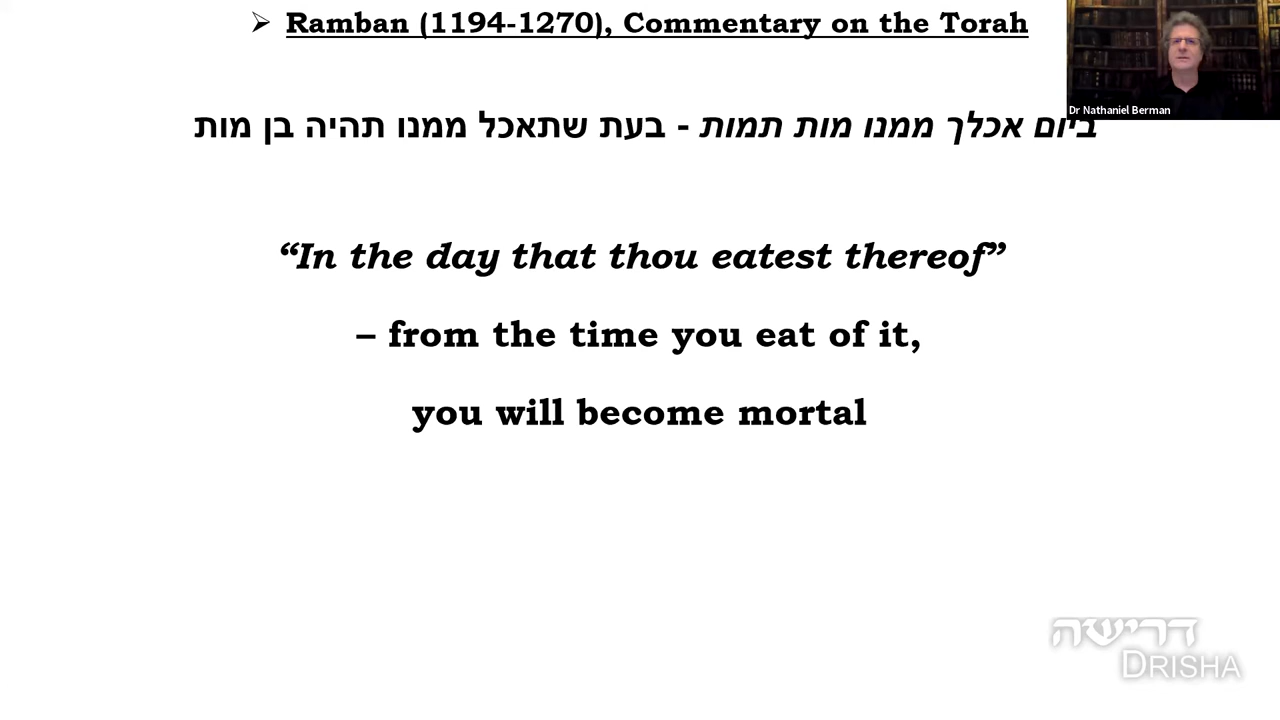 ➢ Ramban (1194-1270), Commentary on the Torah
Dr Nathaniel Berman
ביום אכלך ממנו מות תמות - בעת שתאכל ממנו תהיה בן מות
“In the day that thou eatest thereof”
– from the time you eat of it,
you will become mortal
דרישה
DRISHA